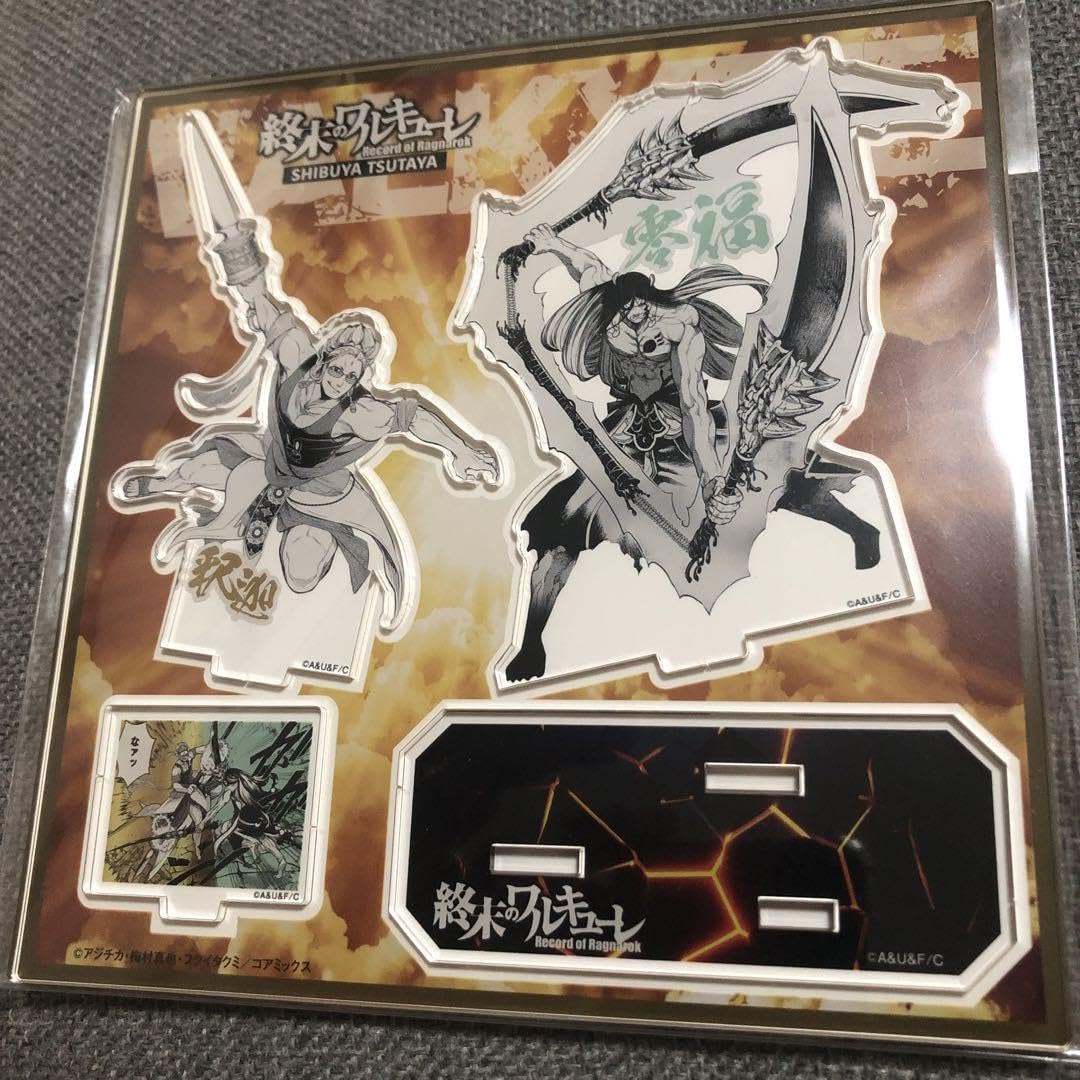 終末のワルキューレ
Record of Ragnarok
SHIBUYA TSUTAYA
零福
釈迦
©A&U&F/C
©A&U&F/C
なァッ
©A&U&F/C
終末のワルキューレ
Record of Ragnarok
©A&U&F/C
©アジチカ・梅村真也・フクイタクミ/コアミックス